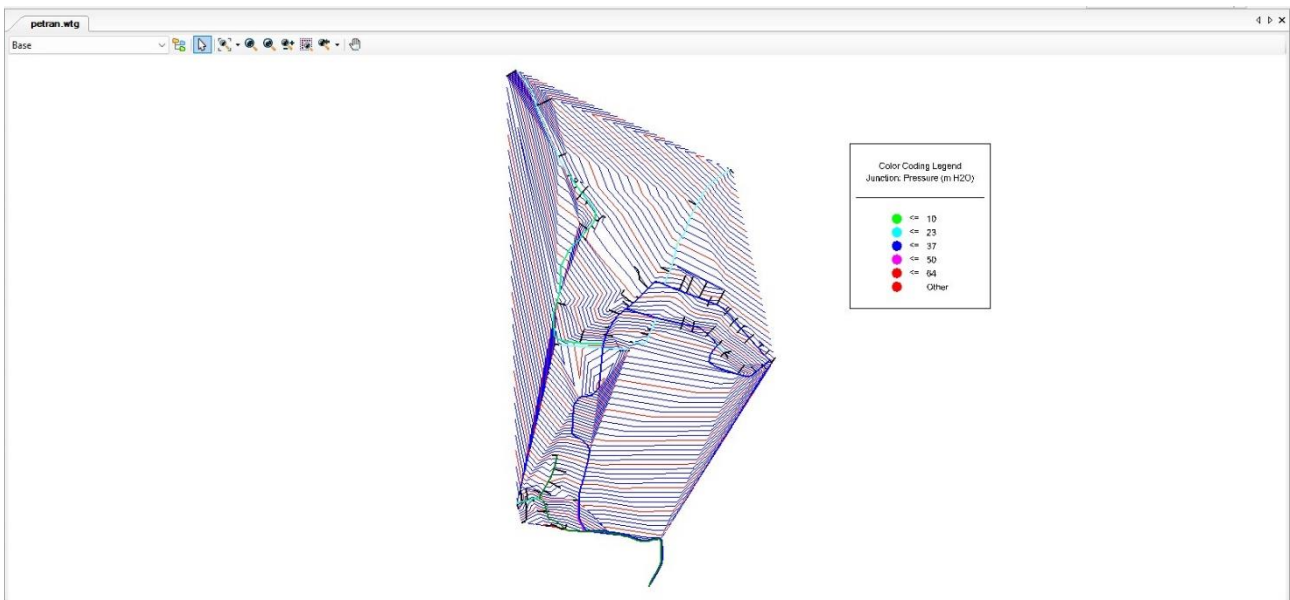 petran.wtg
Base
Color Coding Legend
Junction: Pressure (m H2O)
<= 10
<= 23
<= 37
<= 50
<= 64
Other